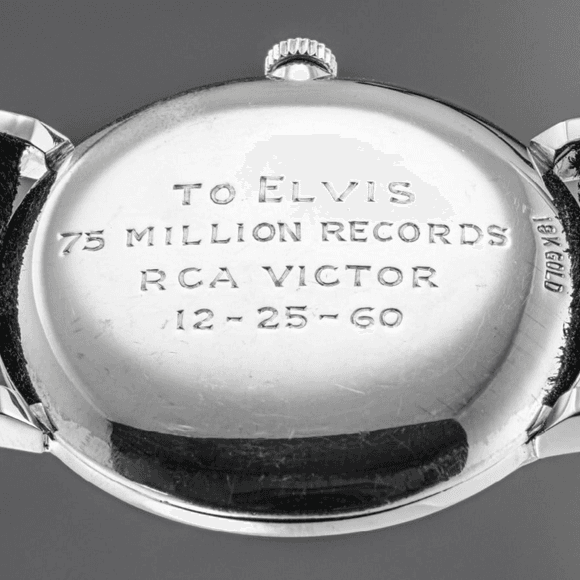 TO ELVIS
75 MILLION RECORDS
RCA VICTOR
12-25-60
18K GOLD